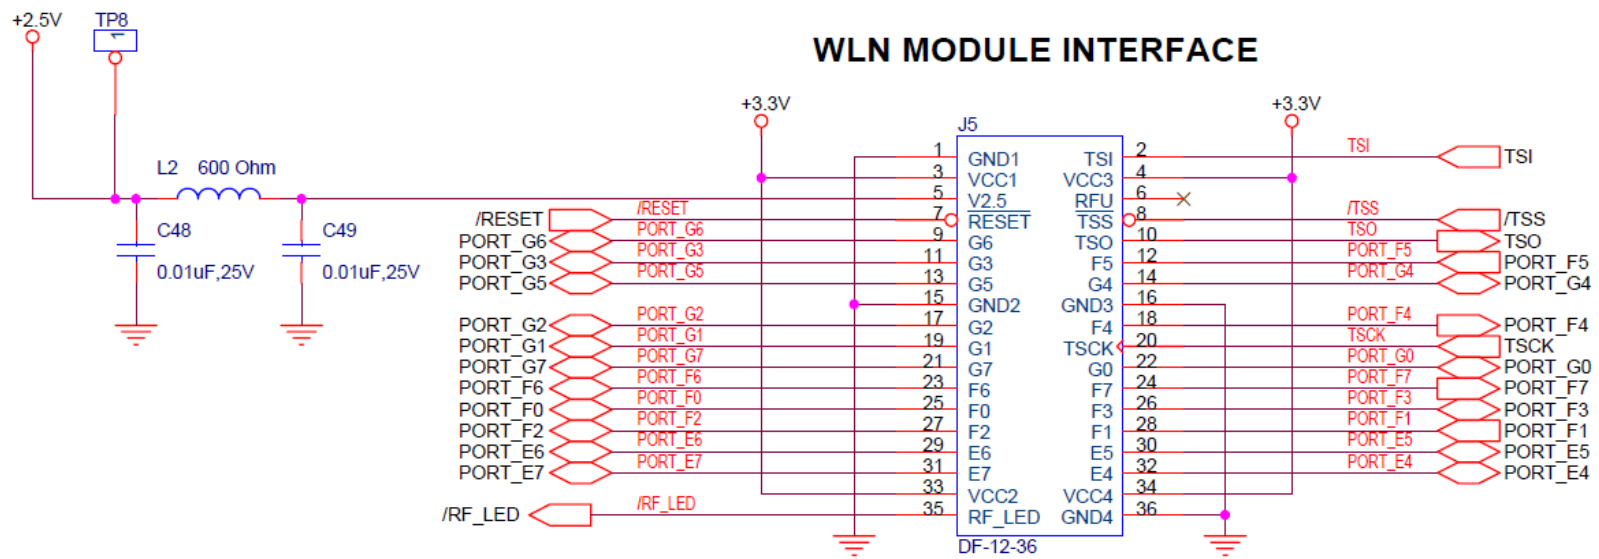 +2.5V
TP8
1
WLN MODULE INTERFACE
+3.3V
+3.3V
J5
L2 600 Ohm
C48
0.01uF,25V
C49
0.01uF,25V
1 GND1 TSI 2 TSI TSI
3 VCC1 VCC3 4
5 V2.5 RFU 6
/RESET /RESET 7 RESET TSS 8 /TSS /TSS
PORT_G6 PORT_G6 9 G6 TSO 10 TSO TSO
PORT_G3 PORT_G3 11 G3 F5 12 PORT_F5 PORT_F5
PORT_G5 PORT_G5 13 G5 G4 14 PORT_G4 PORT_G4
15 GND2 GND3 16
PORT_G2 PORT_G2 17 G2 F4 18 PORT_F4 PORT_F4
PORT_G1 PORT_G1 19 G1 TSCK 20 TSCK TSCK
PORT_G7 PORT_G7 21 G7 G0 22 PORT_G0 PORT_G0
PORT_F6 PORT_F6 23 F6 F7 24 PORT_F7 PORT_F7
PORT_F0 PORT_F0 25 F0 F3 26 PORT_F3 PORT_F3
PORT_F2 PORT_F2 27 F2 F1 28 PORT_F1 PORT_F1
PORT_E6 PORT_E6 29 E6 E5 30 PORT_E5 PORT_E5
PORT_E7 PORT_E7 31 E7 E4 32 PORT_E4 PORT_E4
33 VCC2 VCC4 34
/RF_LED /RF_LED 35 RF_LED GND4 36
DF-12-36